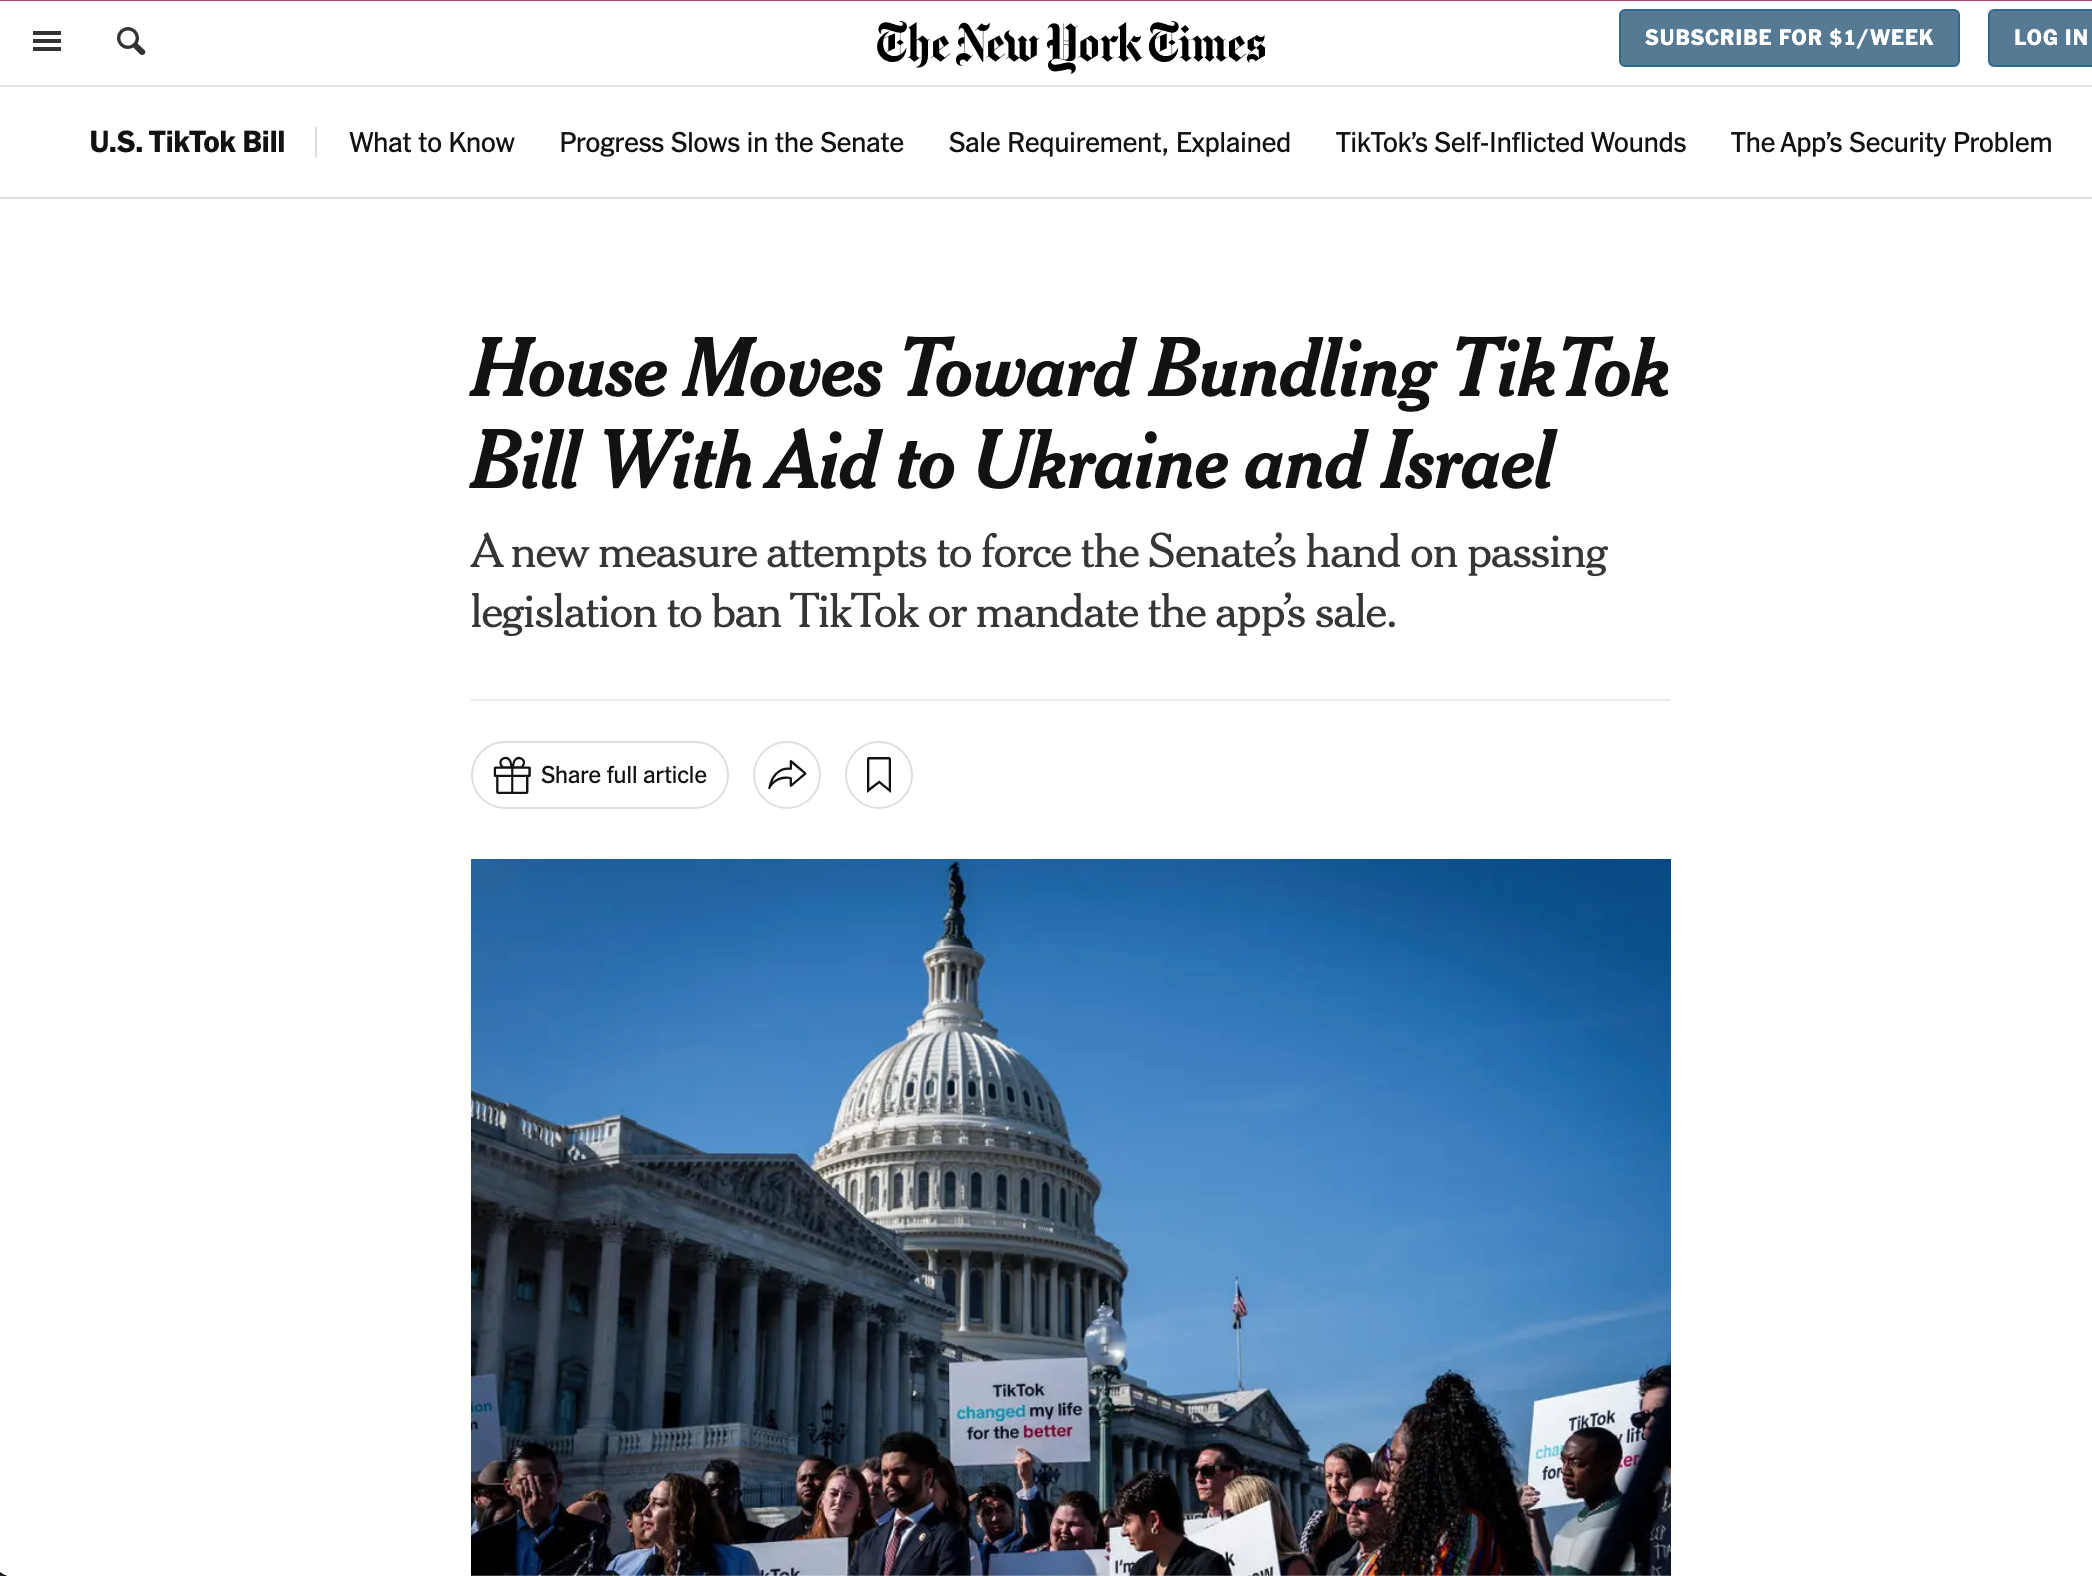 The New York Times
SUBSCRIBE FOR $1/WEEK
LOG IN
U.S. TikTok Bill
What to Know
Progress Slows in the Senate
Sale Requirement, Explained
TikTok’s Self-Inflicted Wounds
The App’s Security Problem
House Moves Toward Bundling TikTok
Bill With Aid to Ukraine and Israel
A new measure attempts to force the Senate’s hand on passing
legislation to ban TikTok or mandate the app’s sale.
Share full article
TikTok
changed my life
for the better
TikTok
I'm